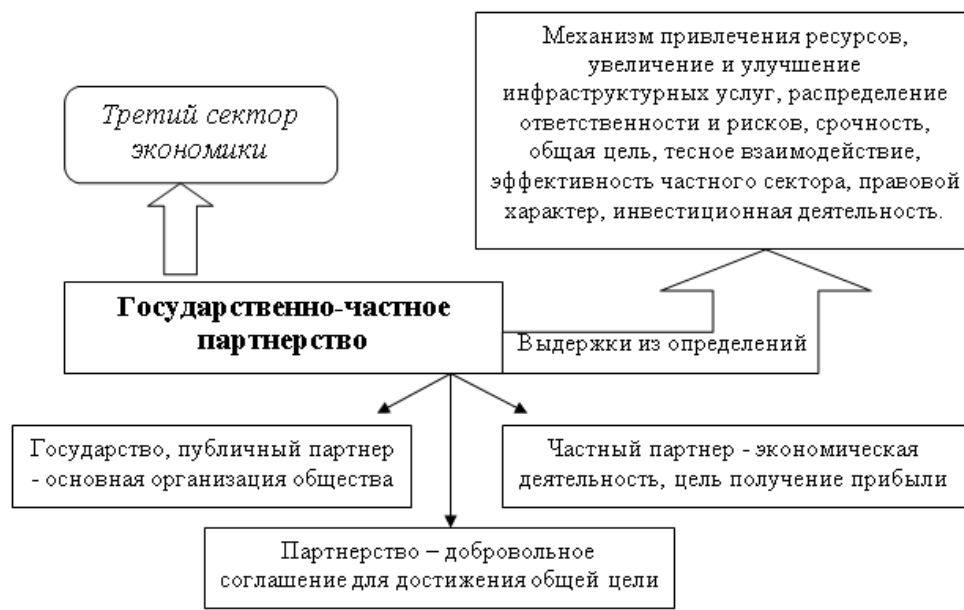 Механизм привлечения ресурсов,
увеличение и улучшение
инфраструктурных услуг, распределение
ответственности и рисков, срочность,
общая цель, тесное взаимодействие,
эффективность частного сектора, правовой
характер, инвестиционная деятельность.
Третий сектор
экономики
Государственно-частное
партнерство
Выдержки из определений
Государство, публичный партнер
- основная организация общества
Частный партнер - экономическая
деятельность, цель получение прибыли
Партнерство – добровольное
соглашение для достижения общей цели